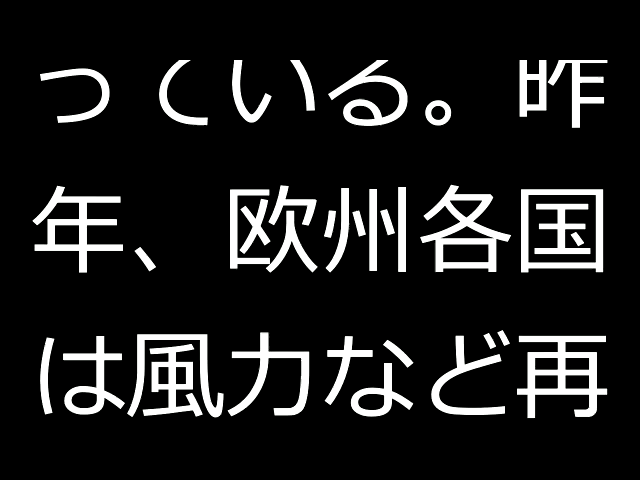 っている。昨
年、欧州各国
は風力など再